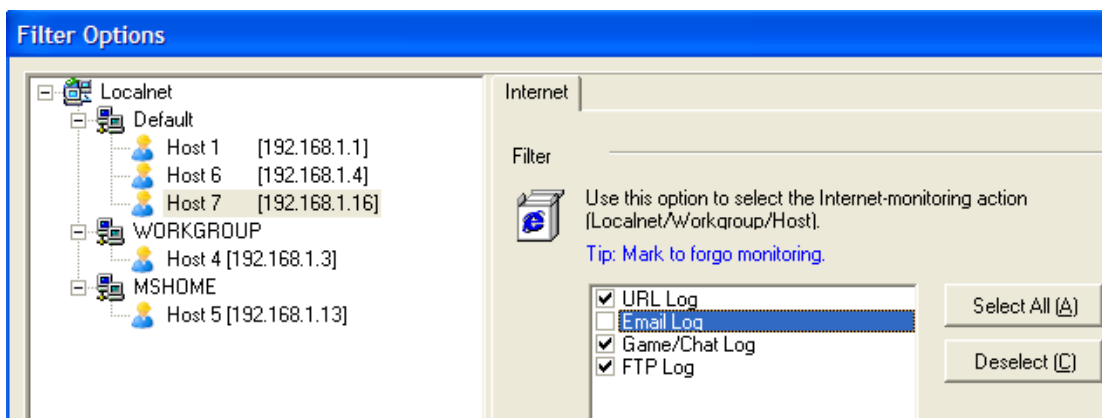 Filter Options
Localnet
Default
Host 1 [192.168.1.1]
Host 6 [192.168.1.4]
Host 7 [192.168.1.16]
WORKGROUP
Host 4 [192.168.1.3]
MSHOME
Host 5 [192.168.1.13]
Internet
Filter
Use this option to select the Internet-monitoring action
(Localnet/Workgroup/Host).
Tip: Mark to forgo monitoring.
URL Log
Email Log
Game/Chat Log
FTP Log
Select All (A)
Deselect (C)